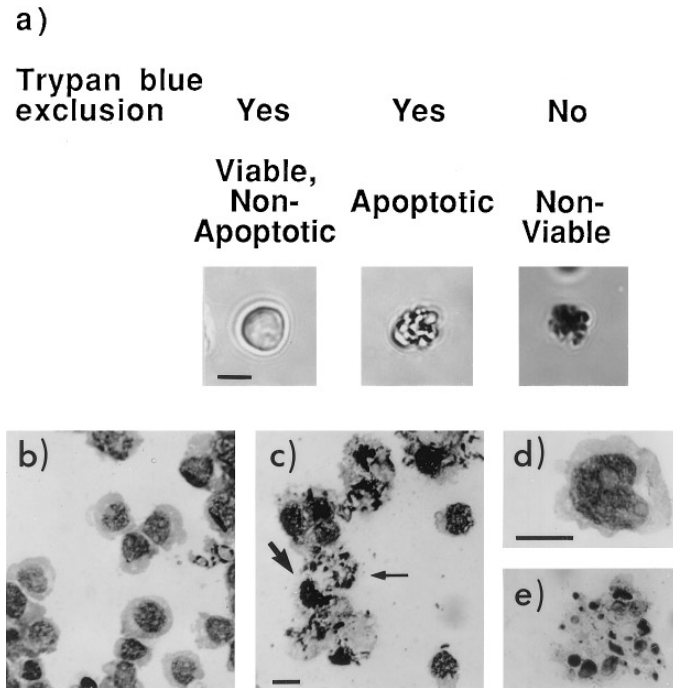 a)
Trypan blue
exclusion Yes Yes No
Viable,
Non-
Apoptotic Apoptotic Non-
Viable
b) c) d)
e)